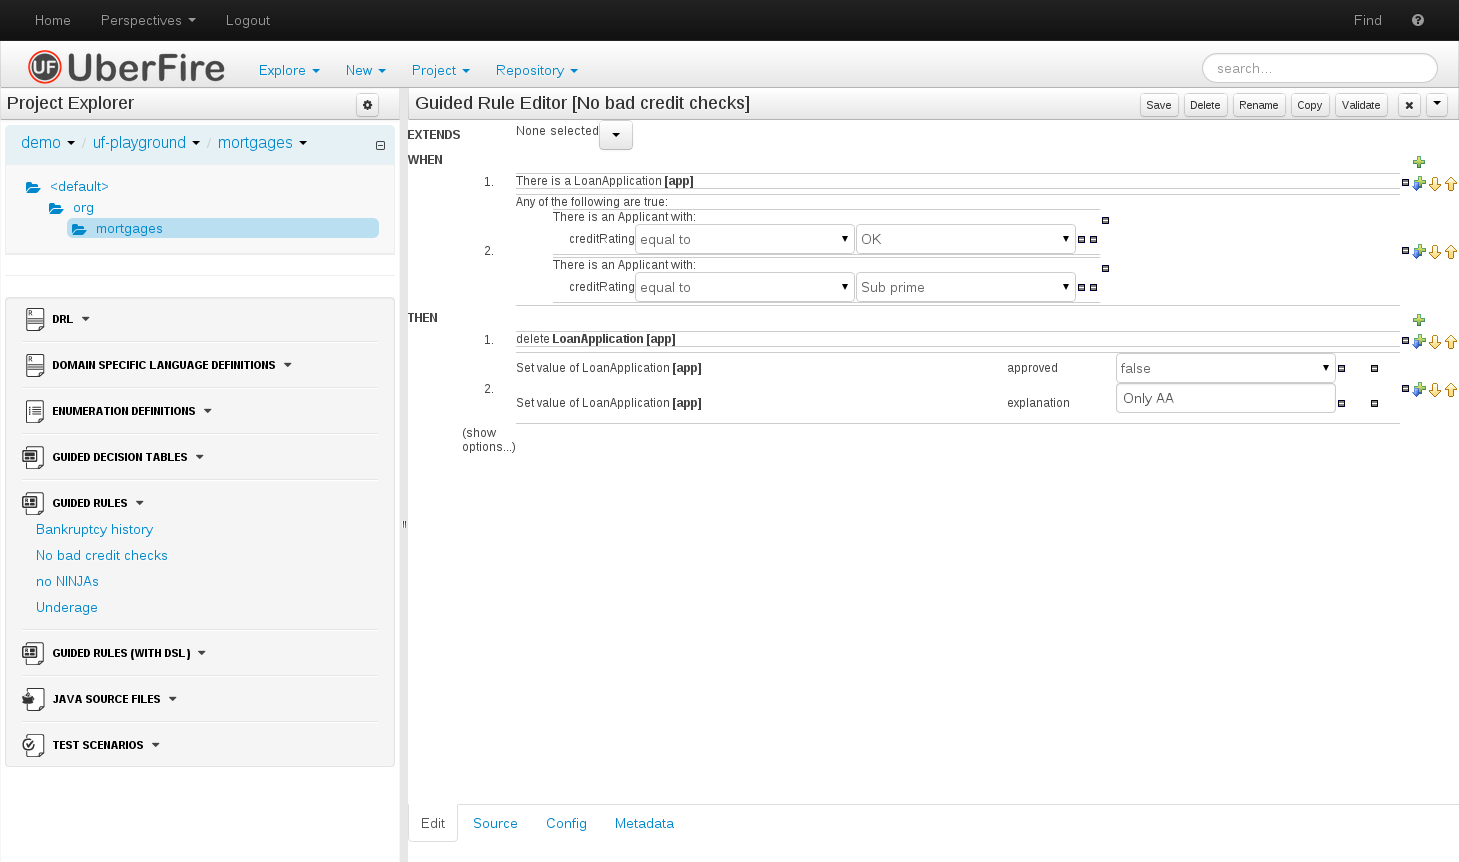 Home Perspectives Logout Find
UF UberFire Explore New Project Repository search...
Project Explorer
Guided Rule Editor [No bad credit checks] Save Delete Rename Copy Validate
demo / uf-playground / mortgages
<default>
org
mortgages
DRL
DOMAIN SPECIFIC LANGUAGE DEFINITIONS
ENUMERATION DEFINITIONS
GUIDED DECISION TABLES
GUIDED RULES
Bankruptcy history
No bad credit checks
no NINJAs
Underage
GUIDED RULES (WITH DSL)
JAVA SOURCE FILES
TEST SCENARIOS
EXTENDS None selected
WHEN
1. There is a LoanApplication [app]
2. Any of the following are true:
There is an Applicant with:
creditRating equal to OK
There is an Applicant with:
creditRating equal to Sub prime
THEN
1. delete LoanApplication [app]
2. Set value of LoanApplication [app] approved false
Set value of LoanApplication [app] explanation Only AA
(show
options...)
Edit Source Config Metadata